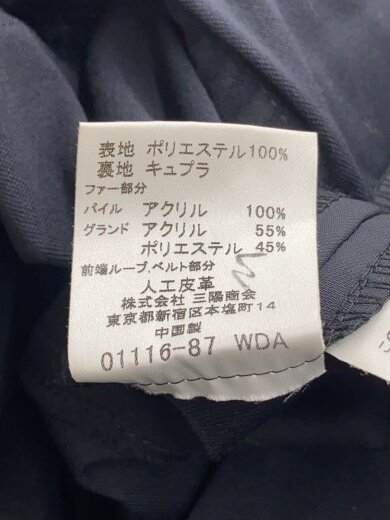 表地 ポリエステル100%
裏地 キュプラ
ファー部分
パイル アクリル 100%
グランド アクリル 55%
ポリエステル 45%
前端ループ、ベルト部分
人工皮革
株式会社 三陽商会
東京都新宿区本塩町14
中国製
01116-87 WDA